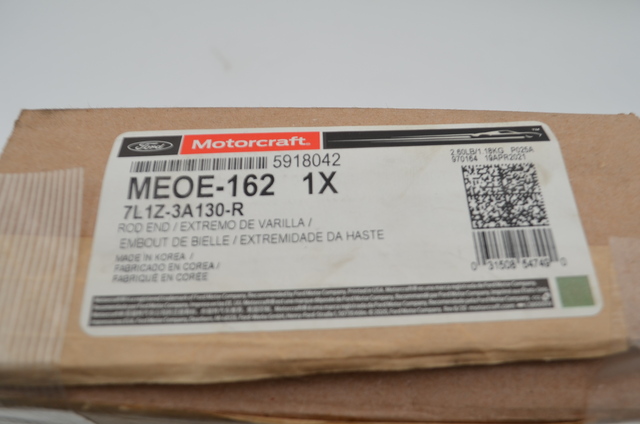 Ford Motorcraft
5918042
2.60LB/1.18KG P025A
970164 19APR2021
MEOE-162 1X
7L1Z-3A130-R
ROD END / EXTREMO DE VARILLA /
EMBOUT DE BIELLE / EXTREMIDADE DA HASTE
MADE IN KOREA /
FABRICADO EN COREA /
FABRIQUÉ EN CORÉE
0 31508 54749 0